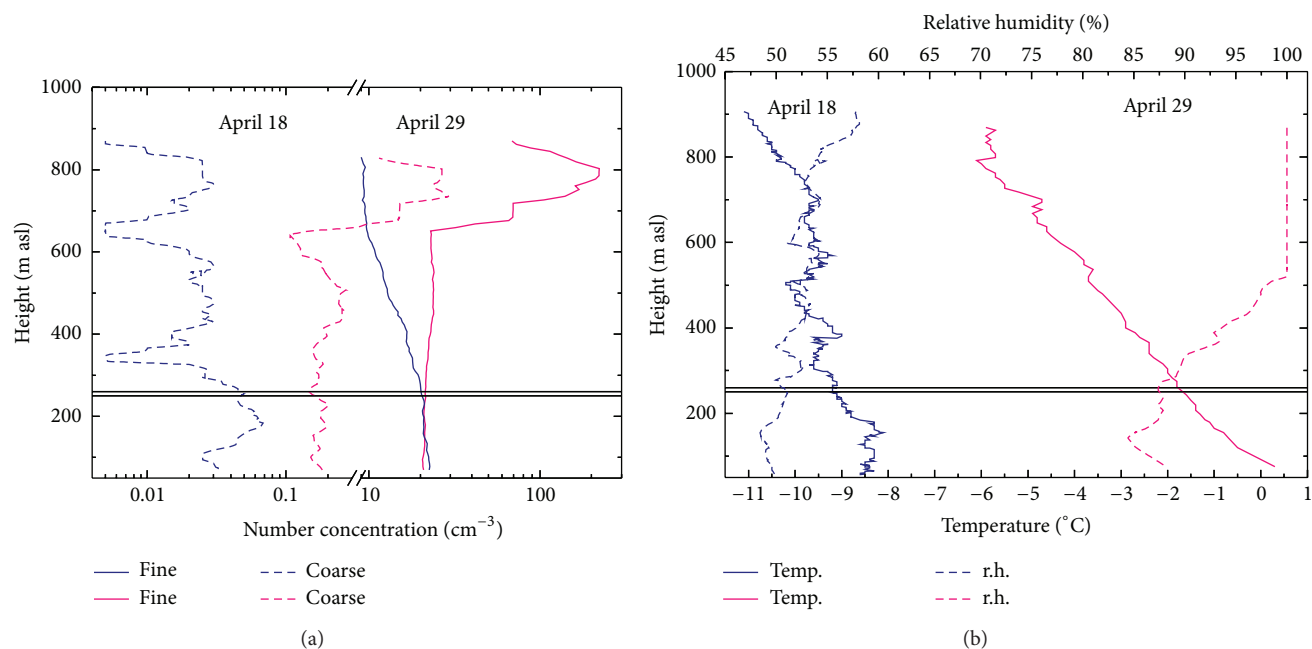 Relative humidity (%)
45 50 55 60 65 70 75 80 85 90 95 100
1000
800
600
400
200
Height (m asl)
April 18
April 29
0.01 0.1 10 100
Number concentration (cm−3)
Fine
Coarse
Fine
Coarse
(a)
1000
800
600
400
200
0
Height (m asl)
April 18
April 29
−11 −10 −9 −8 −7 −6 −5 −4 −3 −2 −1 0 1
Temperature (°C)
Temp.
r.h.
Temp.
r.h.
(b)